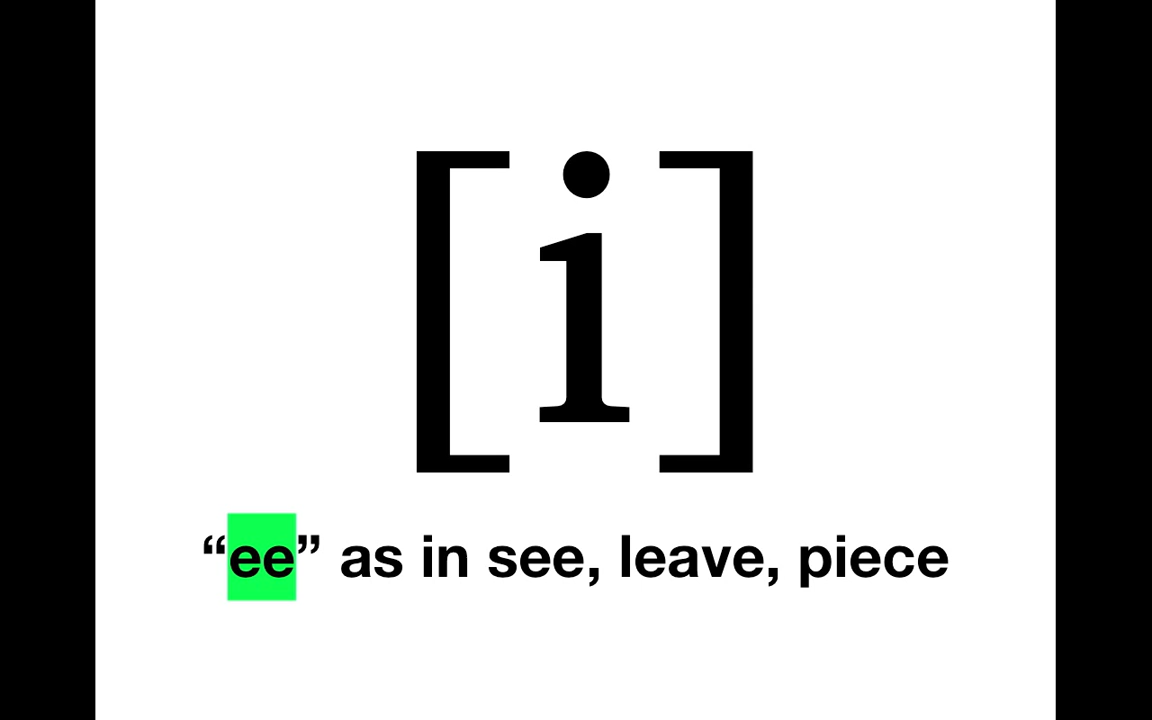 [i]
“ee” as in see, leave, piece